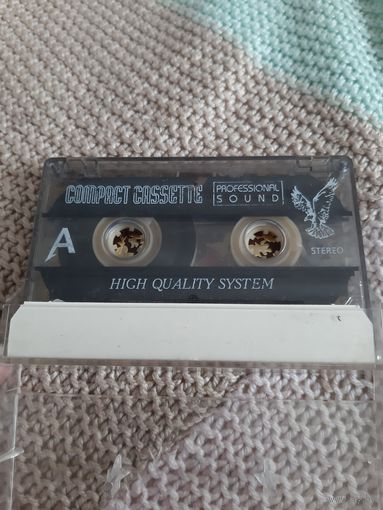 COMPACT CASSETTE
PROFESSIONAL
SOUND
A
STEREO
HIGH QUALITY SYSTEM